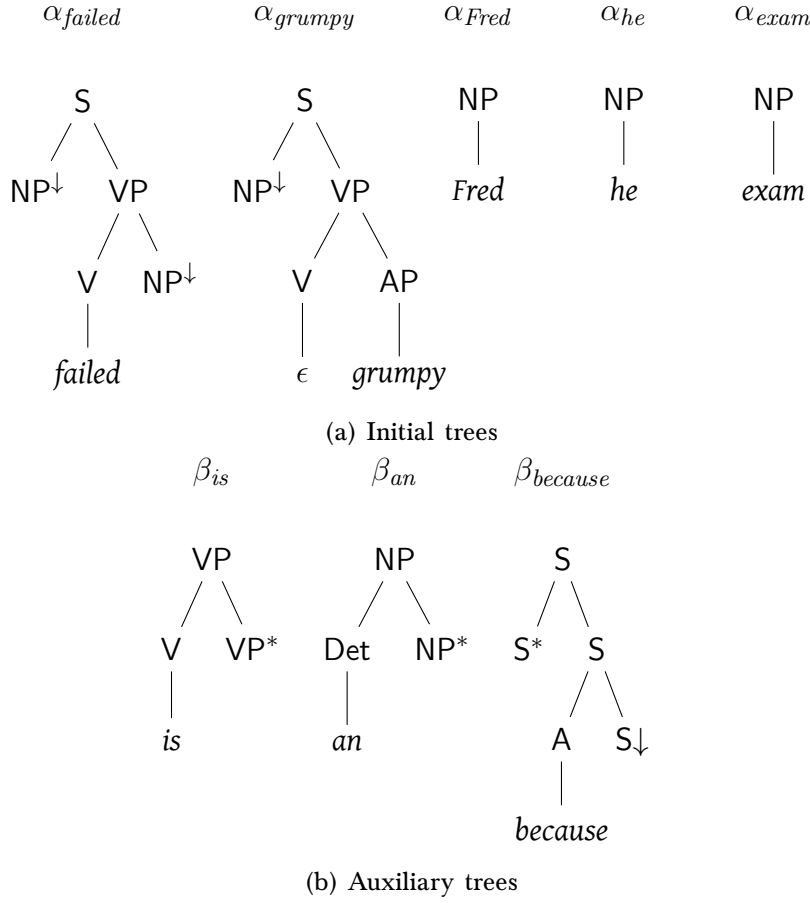 α_failed α_grumpy α_Fred α_he α_exam
S S NP NP NP
NP↓ VP NP↓ VP Fred he exam
V NP↓ V AP
failed ϵ grumpy
(a) Initial trees
β_is β_an β_because
VP NP S
V VP* Det NP* S* S
is an A S↓
because
(b) Auxiliary trees